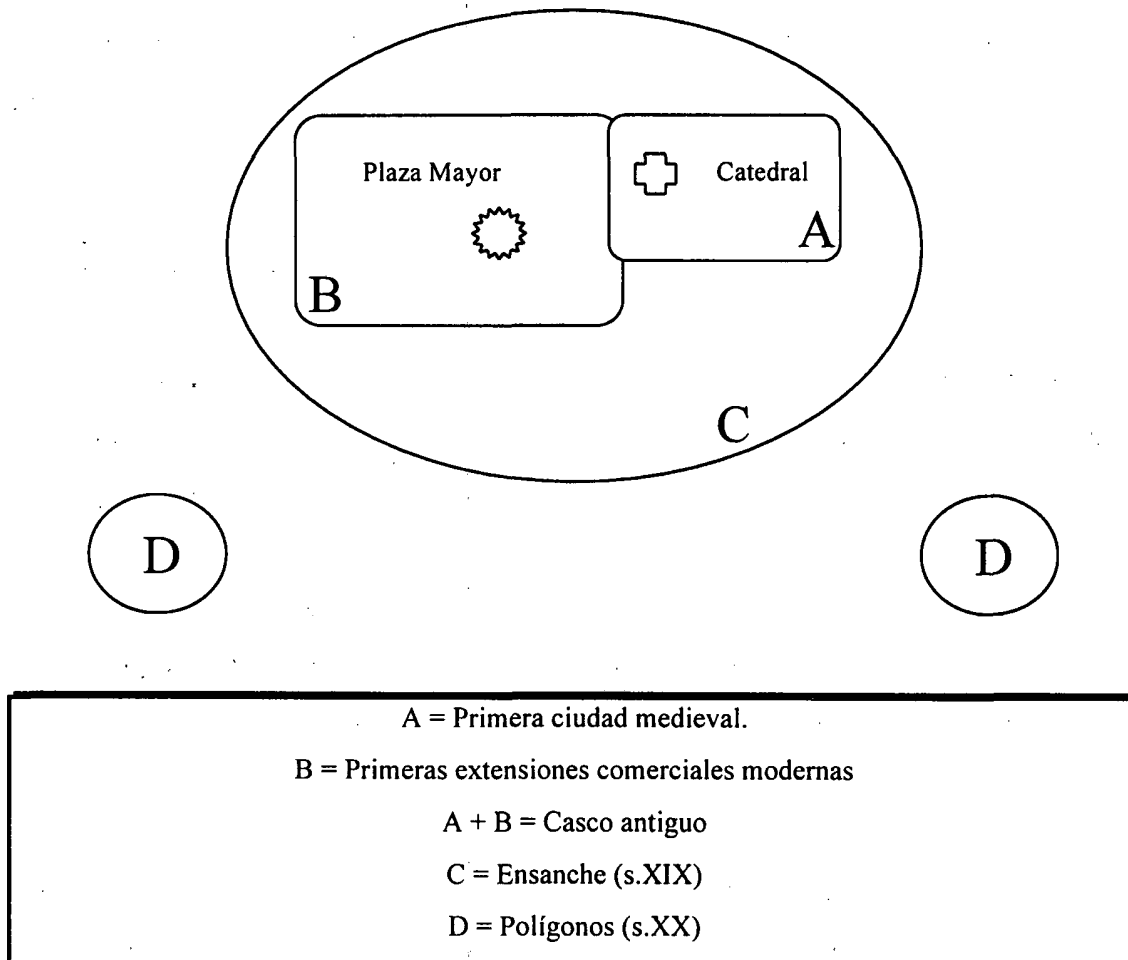 Plaza Mayor
Catedral
A
B
C
D
D
A = Primera ciudad medieval.
B = Primeras extensiones comerciales modernas
A + B = Casco antiguo
C = Ensanche (s.XIX)
D = Polígonos (s.XX)